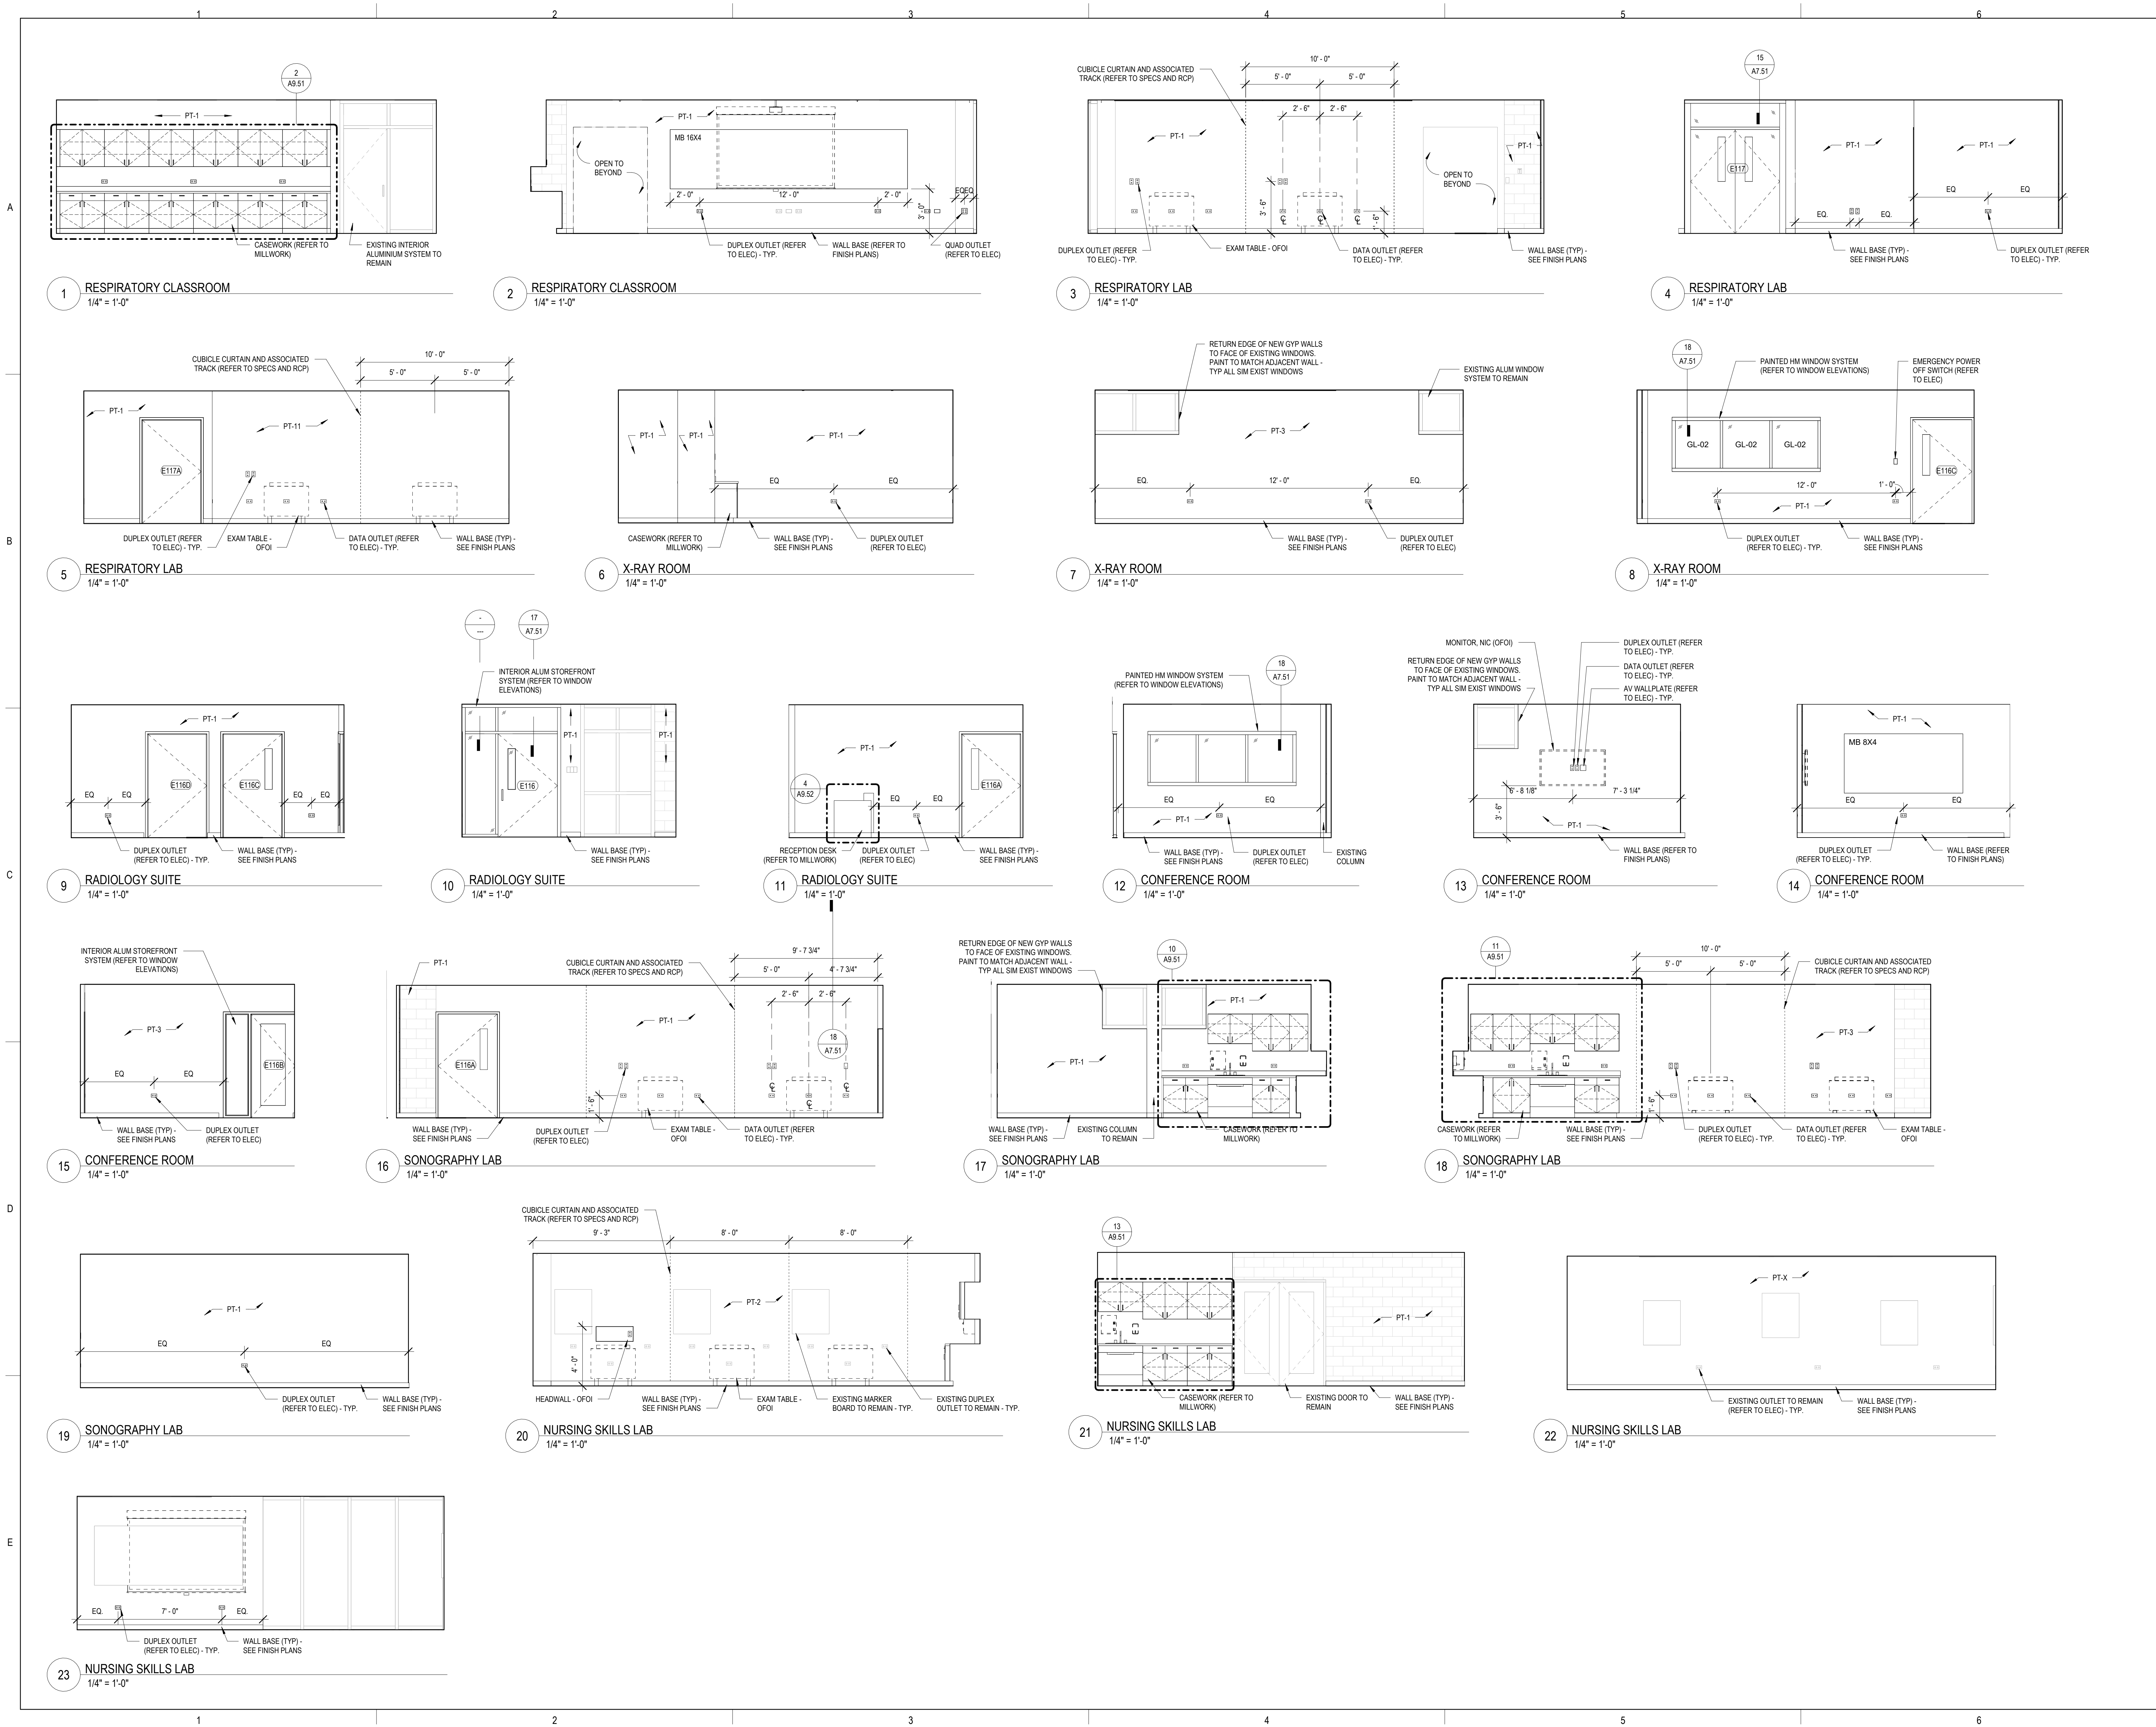 1
2
3
4
5
6
A
2
A9.51
PT-1
CASEWORK (REFER TO
MILLWORK)
EXISTING INTERIOR
ALUMINIUM SYSTEM TO
REMAIN
1
RESPIRATORY CLASSROOM
1/4" = 1'-0"
PT-1
MB 16X4
OPEN TO
BEYOND
2' - 0"
12' - 0"
2' - 0"
3' - 0"
EQ
EQ
DUPLEX OUTLET (REFER
TO ELEC) - TYP.
WALL BASE (REFER TO
FINISH PLANS)
QUAD OUTLET
(REFER TO ELEC)
2
RESPIRATORY CLASSROOM
1/4" = 1'-0"
CUBICLE CURTAIN AND ASSOCIATED
TRACK (REFER TO SPECS AND RCP)
10' - 0"
5' - 0"
5' - 0"
2' - 6"
2' - 6"
PT-1
PT-1
OPEN TO
BEYOND
3' - 6"
1' - 6"
DUPLEX OUTLET (REFER
TO ELEC) - TYP.
EXAM TABLE - OFOI
DATA OUTLET (REFER
TO ELEC) - TYP.
WALL BASE (TYP) -
SEE FINISH PLANS
3
RESPIRATORY LAB
1/4" = 1'-0"
15
A7.51
E117
PT-1
PT-1
EQ
EQ
EQ.
EQ.
WALL BASE (TYP) -
SEE FINISH PLANS
DUPLEX OUTLET (REFER
TO ELEC) - TYP.
4
RESPIRATORY LAB
1/4" = 1'-0"
B
CUBICLE CURTAIN AND ASSOCIATED
TRACK (REFER TO SPECS AND RCP)
10' - 0"
5' - 0"
5' - 0"
PT-1
PT-11
E117A
DUPLEX OUTLET (REFER
TO ELEC) - TYP.
EXAM TABLE -
OFOI
DATA OUTLET (REFER
TO ELEC) - TYP.
WALL BASE (TYP) -
SEE FINISH PLANS
5
RESPIRATORY LAB
1/4" = 1'-0"
PT-1
PT-1
PT-1
EQ
EQ
CASEWORK (REFER TO
MILLWORK)
WALL BASE (TYP) -
SEE FINISH PLANS
DUPLEX OUTLET
(REFER TO ELEC)
6
X-RAY ROOM
1/4" = 1'-0"
RETURN EDGE OF NEW GYP WALLS
TO FACE OF EXISTING WINDOWS.
PAINT TO MATCH ADJACENT WALL -
TYP ALL SIM EXIST WINDOWS
EXISTING ALUM WINDOW
SYSTEM TO REMAIN
PT-3
EQ.
12' - 0"
EQ.
WALL BASE (TYP) -
SEE FINISH PLANS
DUPLEX OUTLET
(REFER TO ELEC)
7
X-RAY ROOM
1/4" = 1'-0"
18
A7.51
PAINTED HM WINDOW SYSTEM
(REFER TO WINDOW ELEVATIONS)
EMERGENCY POWER
OFF SWITCH (REFER
TO ELEC)
GL-02
GL-02
GL-02
E116C
12' - 0"
1' - 0"
PT-1
DUPLEX OUTLET
(REFER TO ELEC) - TYP.
WALL BASE (TYP) -
SEE FINISH PLANS
8
X-RAY ROOM
1/4" = 1'-0"
C
PT-1
E116D
E116C
EQ
EQ
EQ
EQ
DUPLEX OUTLET
(REFER TO ELEC) - TYP.
WALL BASE (TYP) -
SEE FINISH PLANS
9
RADIOLOGY SUITE
1/4" = 1'-0"
-
---
17
A7.51
INTERIOR ALUM STOREFRONT
SYSTEM (REFER TO WINDOW
ELEVATIONS)
PT-1
PT-1
E116
WALL BASE (TYP) -
SEE FINISH PLANS
10
RADIOLOGY SUITE
1/4" = 1'-0"
PT-1
4
A9.52
E116A
EQ
EQ
RECEPTION DESK
(REFER TO MILLWORK)
DUPLEX OUTLET
(REFER TO ELEC)
WALL BASE (TYP) -
SEE FINISH PLANS
11
RADIOLOGY SUITE
1/4" = 1'-0"
PAINTED HM WINDOW SYSTEM
(REFER TO WINDOW ELEVATIONS)
18
A7.51
EQ
EQ
PT-1
WALL BASE (TYP) -
SEE FINISH PLANS
DUPLEX OUTLET
(REFER TO ELEC)
EXISTING
COLUMN
12
CONFERENCE ROOM
1/4" = 1'-0"
MONITOR, NIC (OFOI)
RETURN EDGE OF NEW GYP WALLS
TO FACE OF EXISTING WINDOWS.
PAINT TO MATCH ADJACENT WALL -
TYP ALL SIM EXIST WINDOWS
DUPLEX OUTLET (REFER
TO ELEC) - TYP.
DATA OUTLET (REFER
TO ELEC) - TYP.
AV WALLPLATE (REFER
TO ELEC) - TYP.
6' - 8 1/8"
7' - 3 1/4"
3' - 6"
PT-1
WALL BASE (REFER TO
FINISH PLANS)
13
CONFERENCE ROOM
1/4" = 1'-0"
PT-1
MB 8X4
EQ
EQ
DUPLEX OUTLET
(REFER TO ELEC) - TYP.
WALL BASE (REFER
TO FINISH PLANS)
14
CONFERENCE ROOM
1/4" = 1'-0"
INTERIOR ALUM STOREFRONT
SYSTEM (REFER TO WINDOW
ELEVATIONS)
PT-3
E116B
EQ
EQ
WALL BASE (TYP) -
SEE FINISH PLANS
DUPLEX OUTLET
(REFER TO ELEC)
15
CONFERENCE ROOM
1/4" = 1'-0"
PT-1
CUBICLE CURTAIN AND ASSOCIATED
TRACK (REFER TO SPECS AND RCP)
9' - 7 3/4"
5' - 0"
4' - 7 3/4"
2' - 6"
2' - 6"
PT-1
18
A7.51
E116A
1' - 6"
WALL BASE (TYP) -
SEE FINISH PLANS
DUPLEX OUTLET
(REFER TO ELEC)
EXAM TABLE -
OFOI
DATA OUTLET (REFER
TO ELEC) - TYP.
16
SONOGRAPHY LAB
1/4" = 1'-0"
RETURN EDGE OF NEW GYP WALLS
TO FACE OF EXISTING WINDOWS.
PAINT TO MATCH ADJACENT WALL -
TYP ALL SIM EXIST WINDOWS
10
A9.51
PT-1
PT-1
WALL BASE (TYP) -
SEE FINISH PLANS
EXISTING COLUMN
TO REMAIN
CASEWORK (REFER TO
MILLWORK)
17
SONOGRAPHY LAB
1/4" = 1'-0"
11
A9.51
10' - 0"
5' - 0"
5' - 0"
CUBICLE CURTAIN AND ASSOCIATED
TRACK (REFER TO SPECS AND RCP)
PT-3
1' - 6"
CASEWORK (REFER
TO MILLWORK)
WALL BASE (TYP) -
SEE FINISH PLANS
DUPLEX OUTLET
(REFER TO ELEC) - TYP.
DATA OUTLET (REFER
TO ELEC) - TYP.
EXAM TABLE -
OFOI
18
SONOGRAPHY LAB
1/4" = 1'-0"
D
PT-1
EQ
EQ
DUPLEX OUTLET
(REFER TO ELEC) - TYP.
WALL BASE (TYP) -
SEE FINISH PLANS
19
SONOGRAPHY LAB
1/4" = 1'-0"
CUBICLE CURTAIN AND ASSOCIATED
TRACK (REFER TO SPECS AND RCP)
9' - 3"
8' - 0"
8' - 0"
PT-2
4' - 0"
HEADWALL - OFOI
WALL BASE (TYP) -
SEE FINISH PLANS
EXAM TABLE -
OFOI
EXISTING MARKER
BOARD TO REMAIN - TYP.
EXISTING DUPLEX
OUTLET TO REMAIN - TYP.
20
NURSING SKILLS LAB
1/4" = 1'-0"
13
A9.51
PT-1
CASEWORK (REFER TO
MILLWORK)
EXISTING DOOR TO
REMAIN
WALL BASE (TYP) -
SEE FINISH PLANS
21
NURSING SKILLS LAB
1/4" = 1'-0"
PT-X
EXISTING OUTLET TO REMAIN
(REFER TO ELEC) - TYP.
WALL BASE (TYP) -
SEE FINISH PLANS
22
NURSING SKILLS LAB
1/4" = 1'-0"
E
EQ.
7' - 0"
EQ.
DUPLEX OUTLET
(REFER TO ELEC) - TYP.
WALL BASE (TYP) -
SEE FINISH PLANS
23
NURSING SKILLS LAB
1/4" = 1'-0"
1
2
3
4
5
6